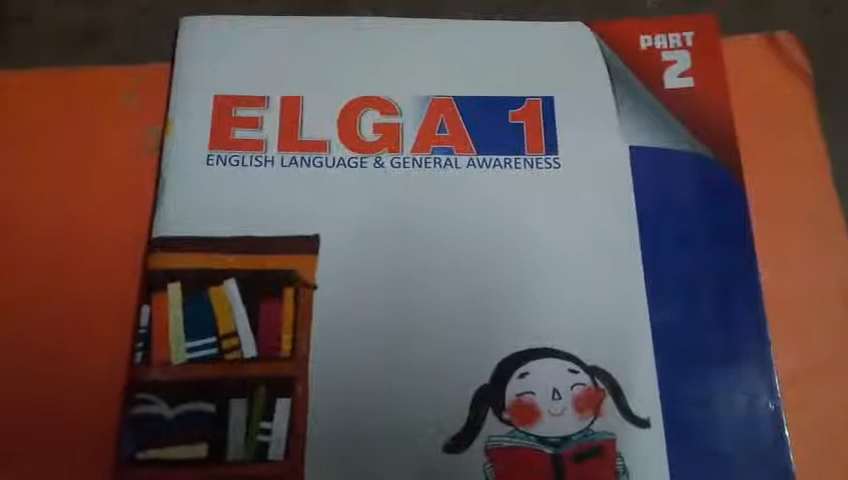 PART
2
ELGA 1
ENGLISH LANGUAGE & GENERAL AWARENESS